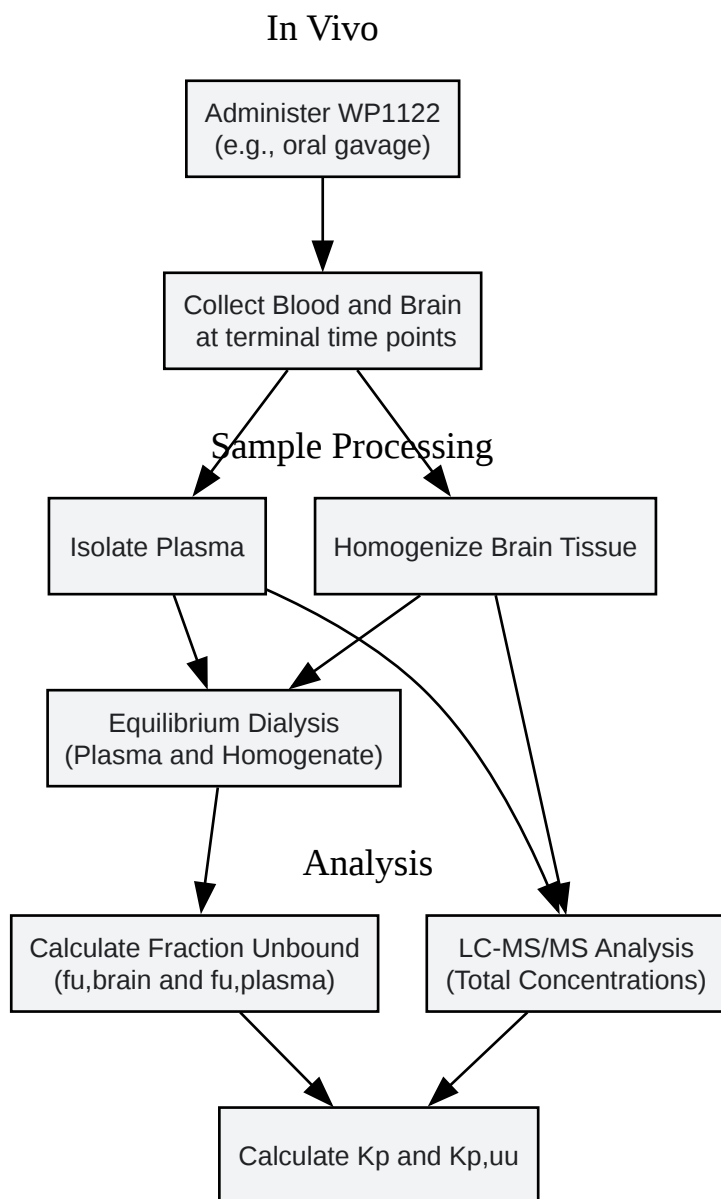 In Vivo
Administer WP1122
(e.g., oral gavage)
Collect Blood and Brain
at terminal time points
Sample Processing
Isolate Plasma
Homogenize Brain Tissue
Equilibrium Dialysis
(Plasma and Homogenate)
Analysis
Calculate Fraction Unbound
(fu,brain and fu,plasma)
LC-MS/MS Analysis
(Total Concentrations)
Calculate Kp and Kp,uu